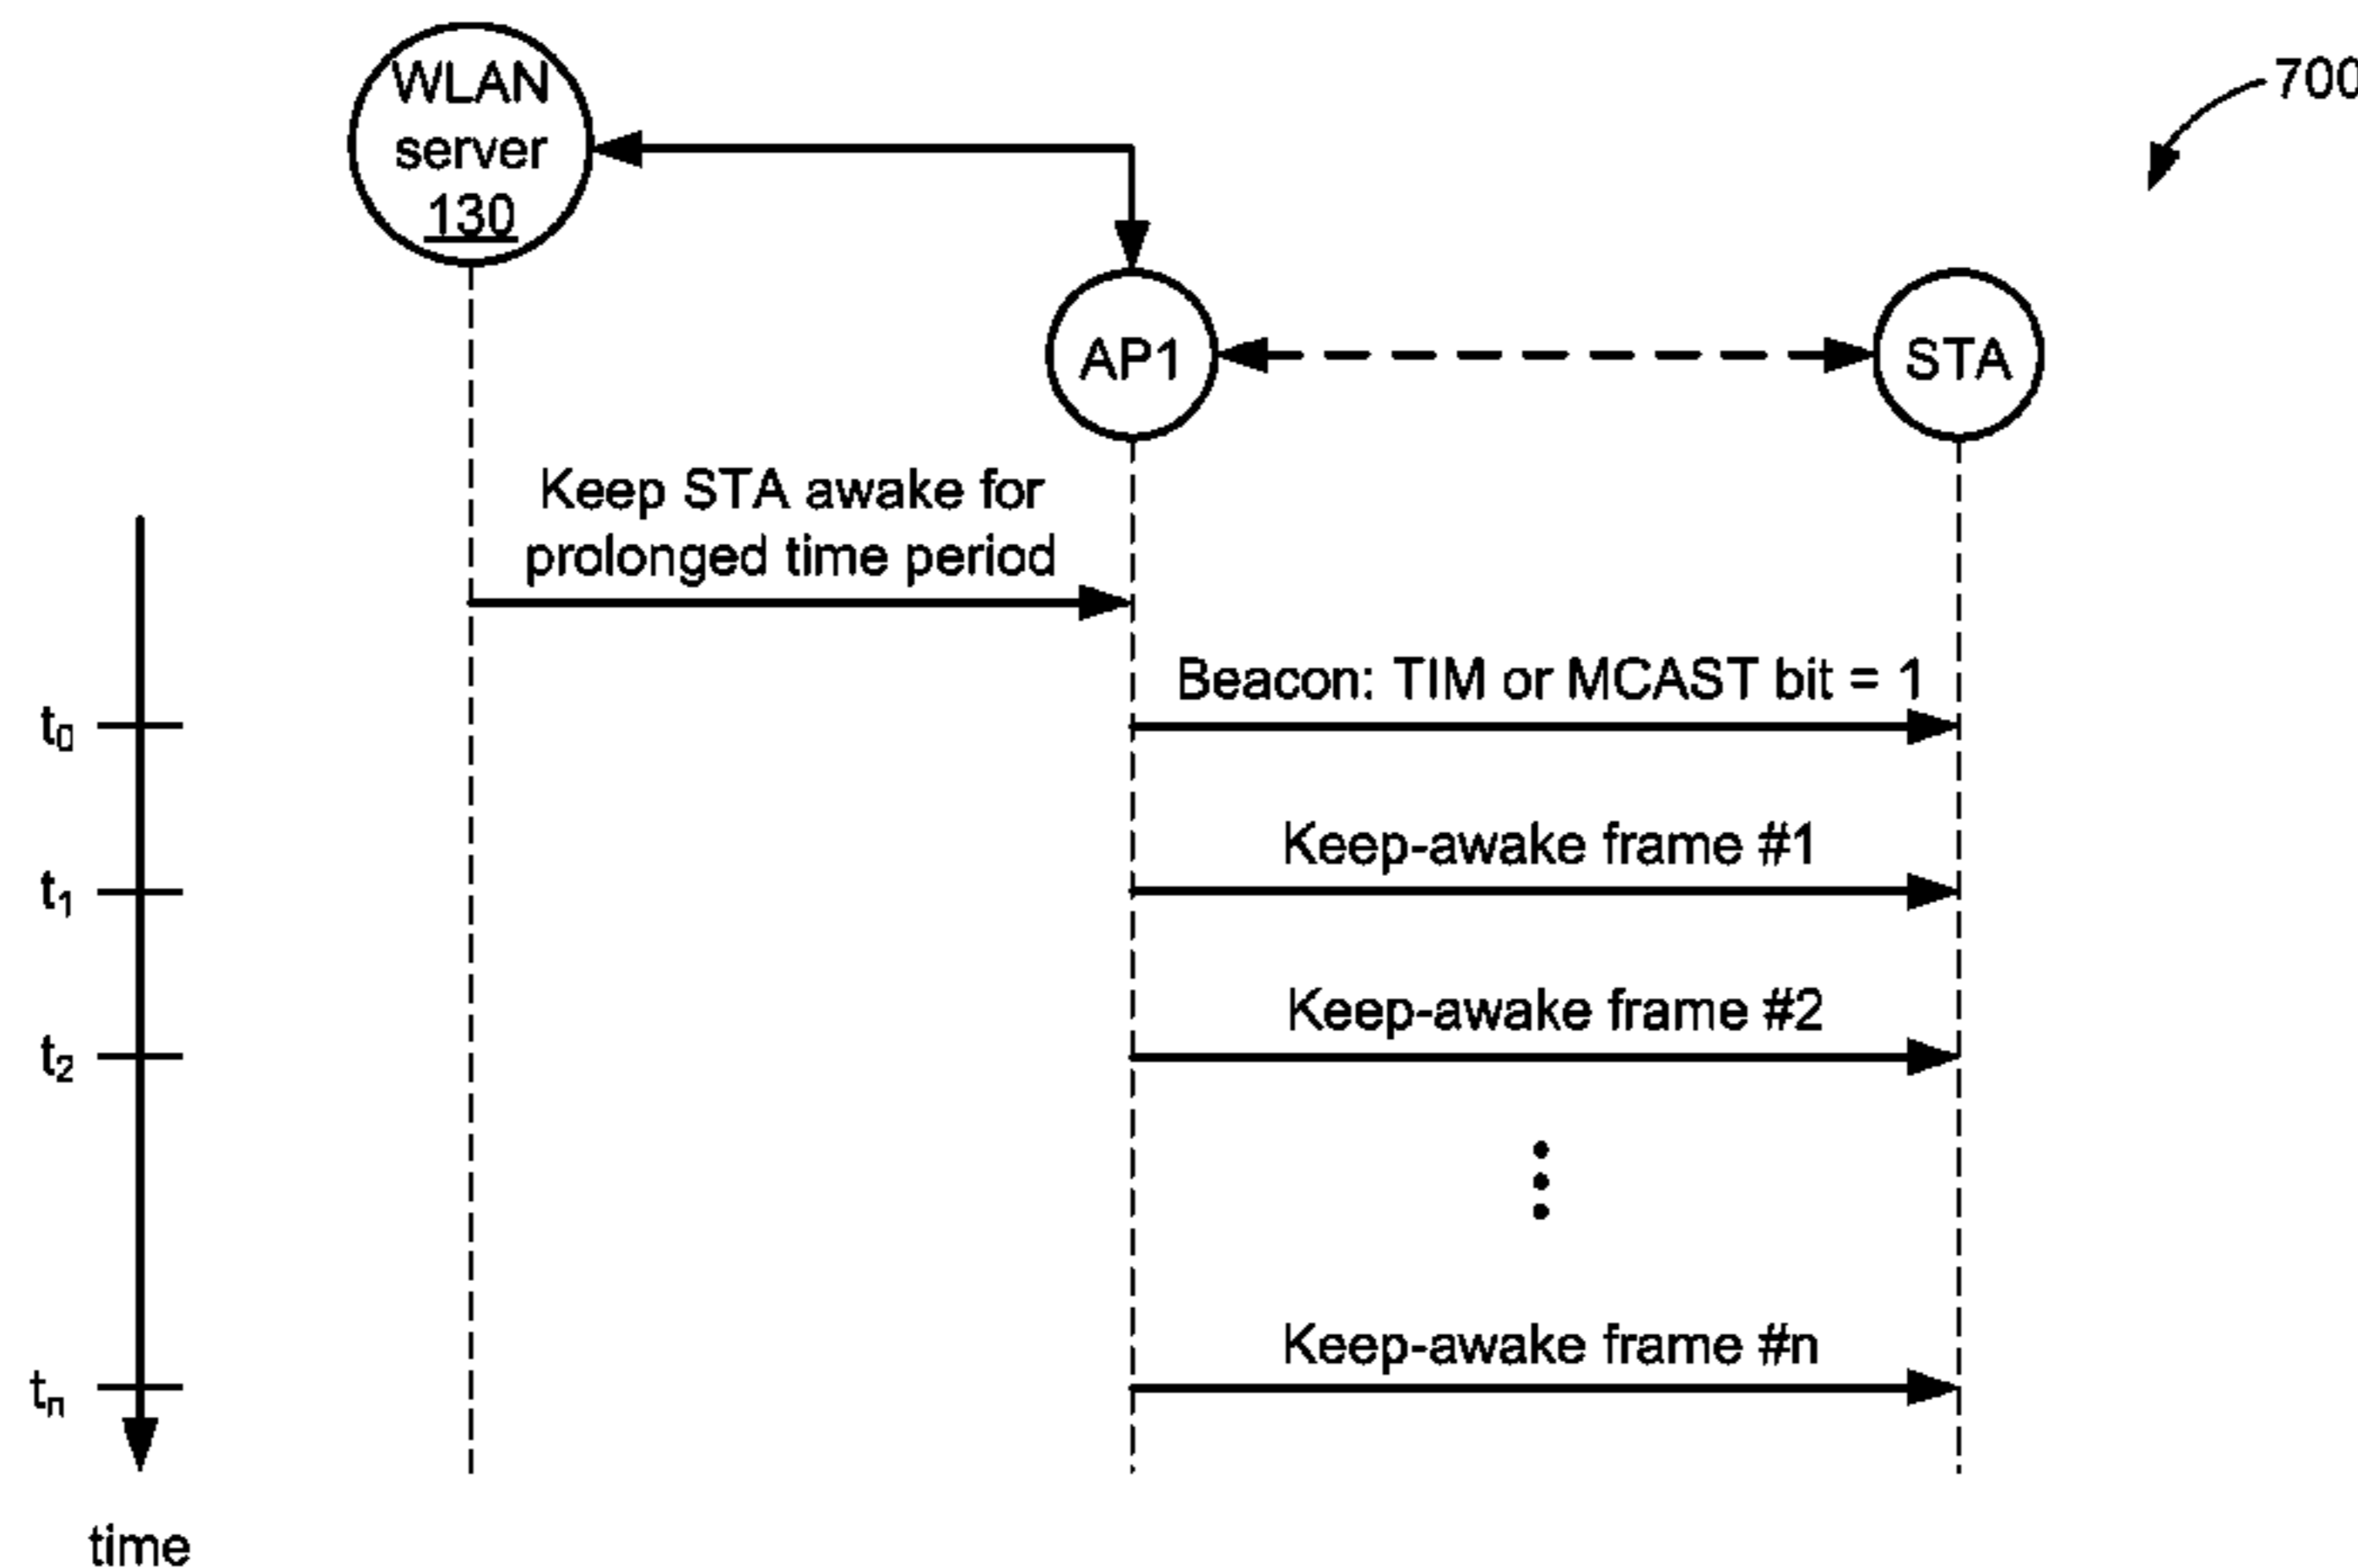 WLAN
server
130
700
AP1
STA
Keep STA awake for
prolonged time period
Beacon: TIM or MCAST bit = 1
t0
Keep-awake frame #1
t1
Keep-awake frame #2
t2
Keep-awake frame #n
tn
time